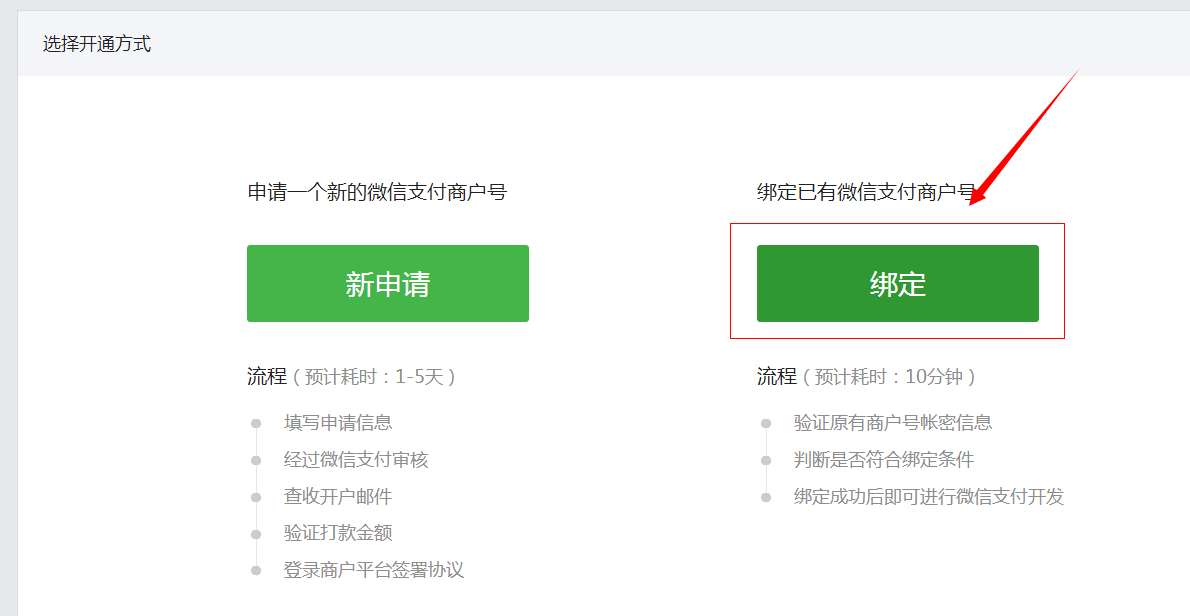 选择开通方式
申请一个新的微信支付商户号
新申请
流程（预计耗时：1-5天）
填写申请信息
经过微信支付审核
查收开户邮件
验证打款金额
登录商户平台签署协议
绑定已有微信支付商户号
绑定
流程（预计耗时：10分钟）
验证原有商户号帐密信息
判断是否符合绑定条件
绑定成功后即可进行微信支付开发